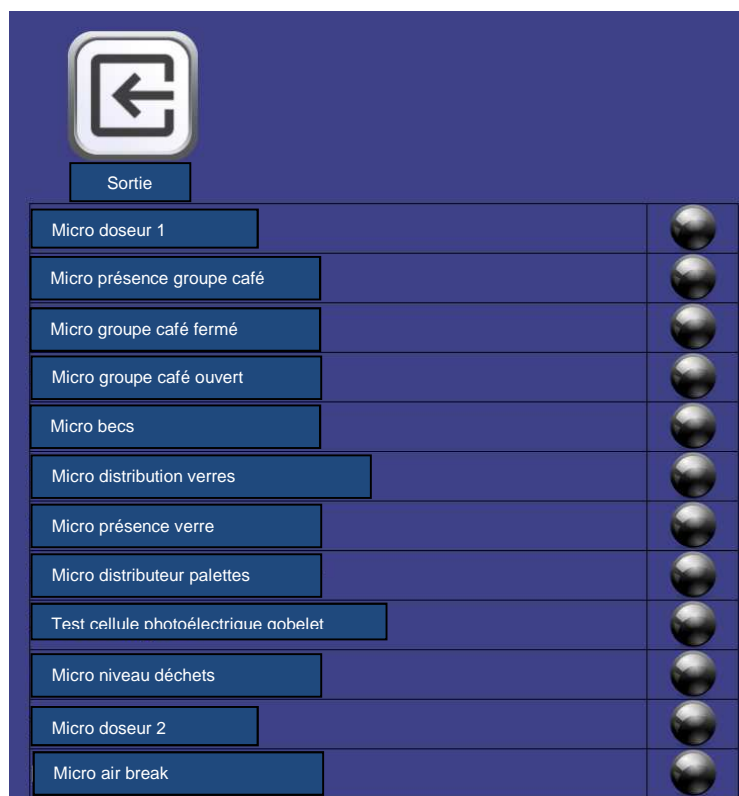 Sortie
Micro doseur 1
Micro présence groupe café
Micro groupe café fermé
Micro groupe café ouvert
Micro becs
Micro distribution verres
Micro présence verre
Micro distributeur palettes
Test cellule photoélectrique gobelet
Micro niveau déchets
Micro doseur 2
Micro air break